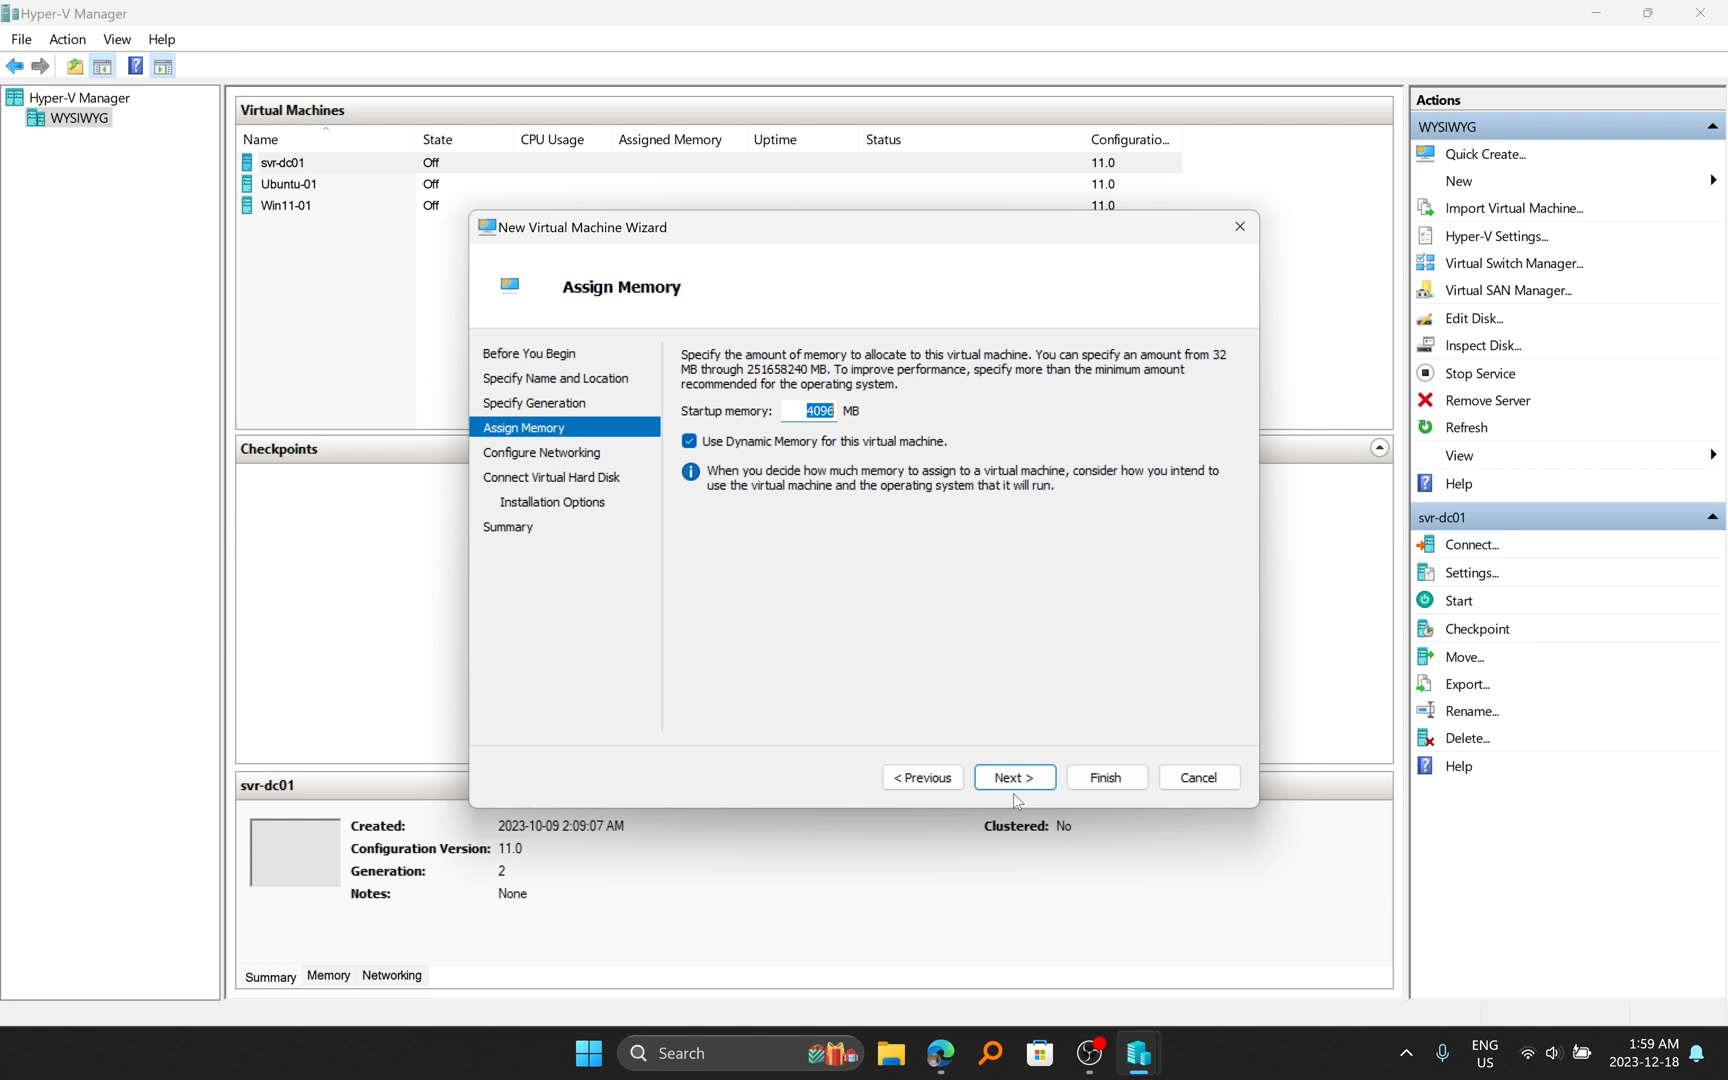 Hyper-V Manager
File Action View Help
Hyper-V Manager
WYSIWYG
Virtual Machines
Name State CPU Usage Assigned Memory Uptime Status Configuratio...
svr-dc01 Off 11.0
Ubuntu-01 Off 11.0
Win11-01 Off 11.0
Checkpoints
New Virtual Machine Wizard
Assign Memory
Before You Begin
Specify Name and Location
Specify Generation
Assign Memory
Configure Networking
Connect Virtual Hard Disk
Installation Options
Summary
Specify the amount of memory to allocate to this virtual machine. You can specify an amount from 32
MB through 251658240 MB. To improve performance, specify more than the minimum amount
recommended for the operating system.
Startup memory: 4096 MB
Use Dynamic Memory for this virtual machine.
When you decide how much memory to assign to a virtual machine, consider how you intend to
use the virtual machine and the operating system that it will run.
< Previous Next > Finish Cancel
svr-dc01
Created: 2023-10-09 2:09:07 AM Clustered: No
Configuration Version: 11.0
Generation: 2
Notes: None
Summary Memory Networking
Actions
WYSIWYG
Quick Create...
New
Import Virtual Machine...
Hyper-V Settings...
Virtual Switch Manager...
Virtual SAN Manager...
Edit Disk...
Inspect Disk...
Stop Service
Remove Server
Refresh
View
Help
svr-dc01
Connect...
Settings...
Start
Checkpoint
Move...
Export...
Rename...
Delete...
Help
Search
ENG
US
1:59 AM
2023-12-18